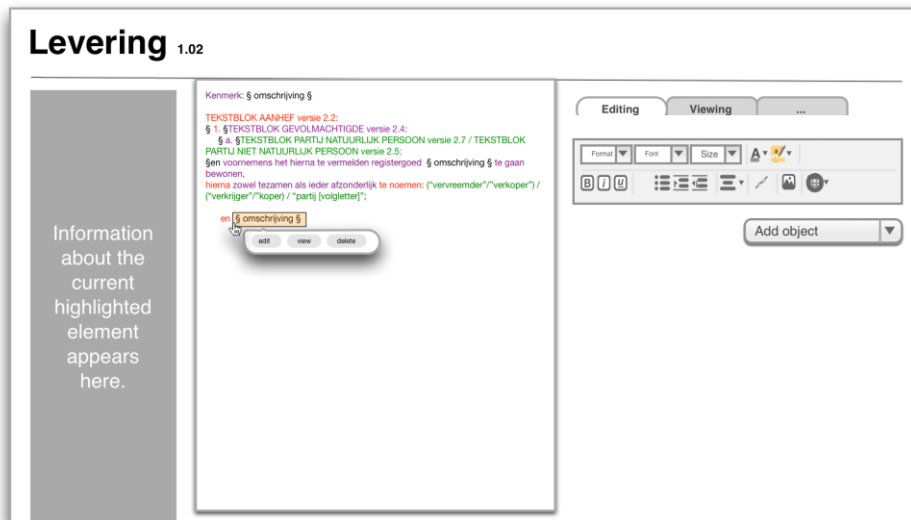 Levering 1.02
Information
about the
current
highlighted
element
appears
here.
Kenmerk: § omschrijving §
TEKSTBLOK AANHEF versie 2.2:
§ 1. §TEKSTBLOK GEVOLMACHTIGDE versie 2.4:
§ a. §TEKSTBLOK PARTIJ NATUURLIJK PERSOON versie 2.7 / TEKSTBLOK
PARTIJ NIET NATUURLIJK PERSOON versie 2.5;
§en voornemens het hierna te vermelden registergoed § omschrijving § te gaan
bewonen,
hierna zowel tezamen als ieder afzonderlijk te noemen: ("vervreemder"/"verkoper") /
("verkrijger"/"koper) / "partij [volgletter]";
en § omschrijving §
edit view delete
Editing Viewing ...
Format Font Size A
B i u
Add object